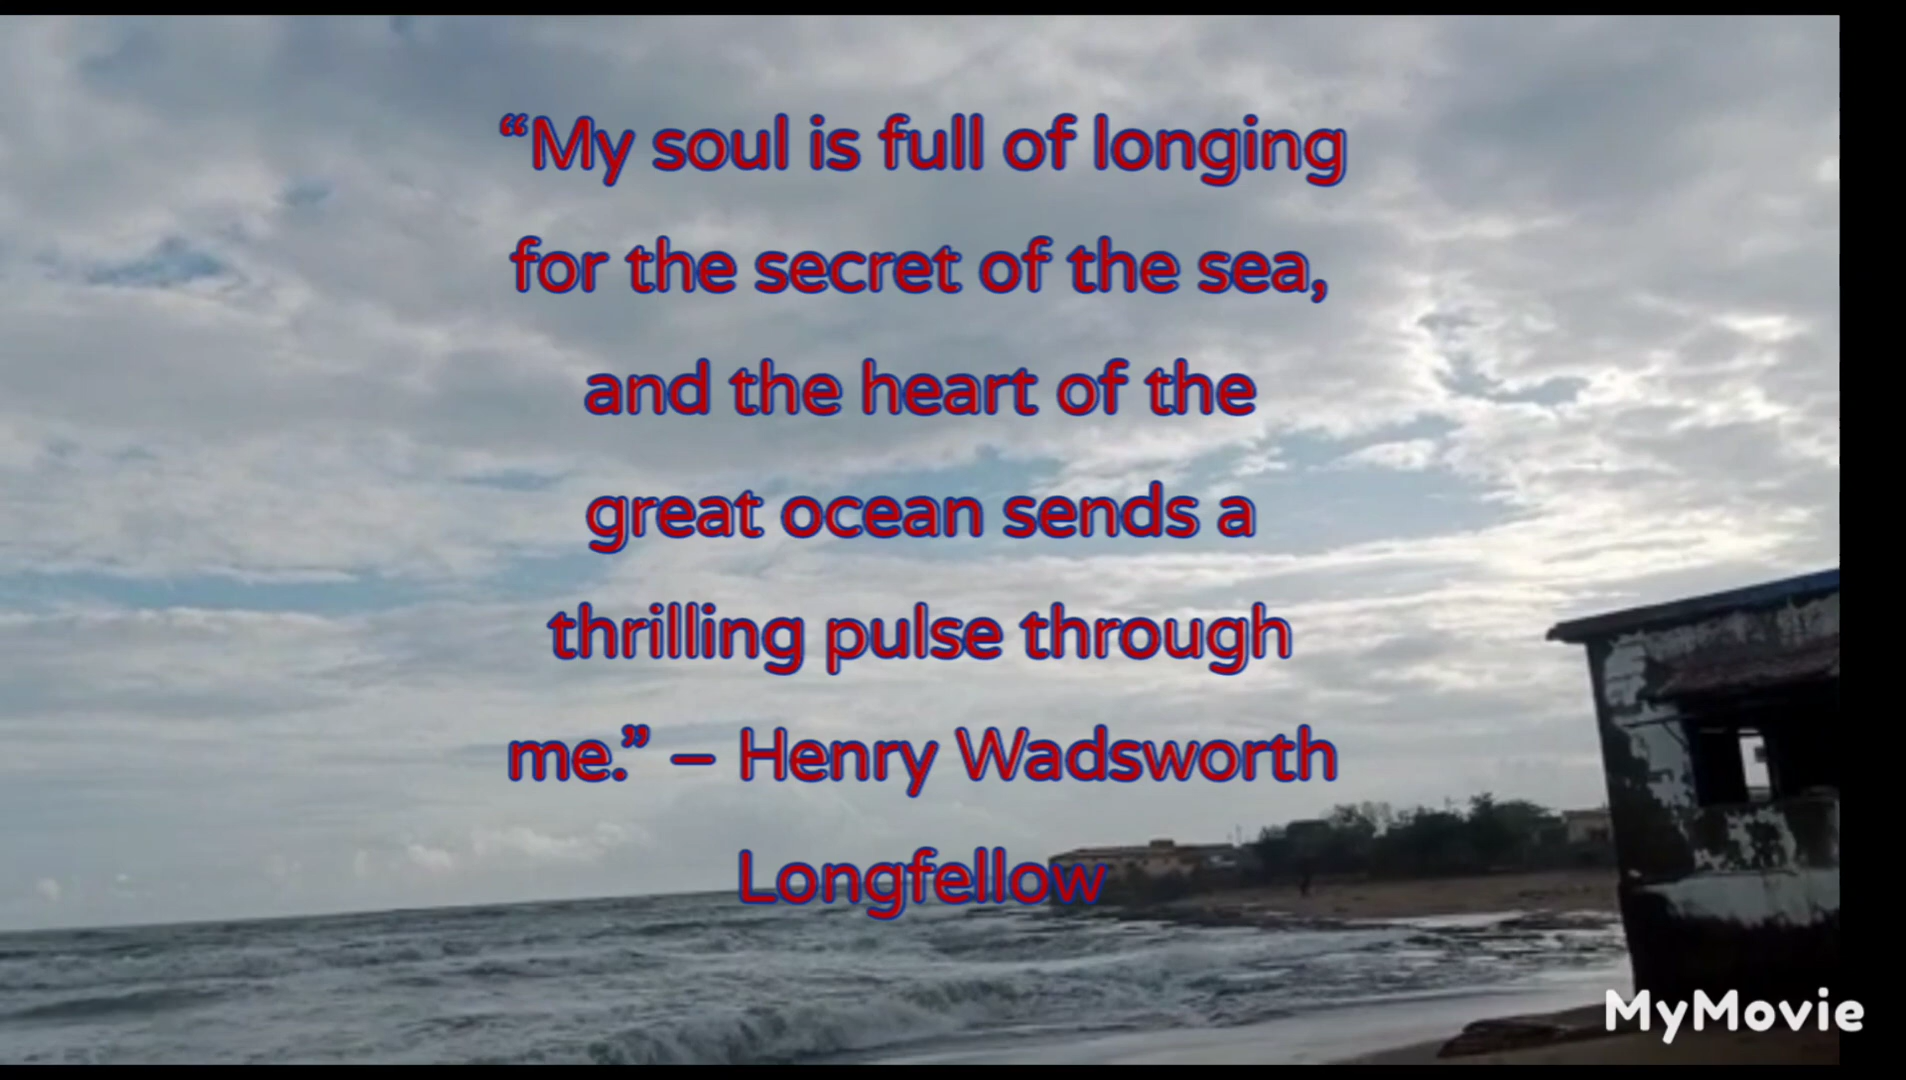 “My soul is full of longing
for the secret of the sea,
and the heart of the
great ocean sends a
thrilling pulse through
me.” – Henry Wadsworth
Longfellow
MyMovie